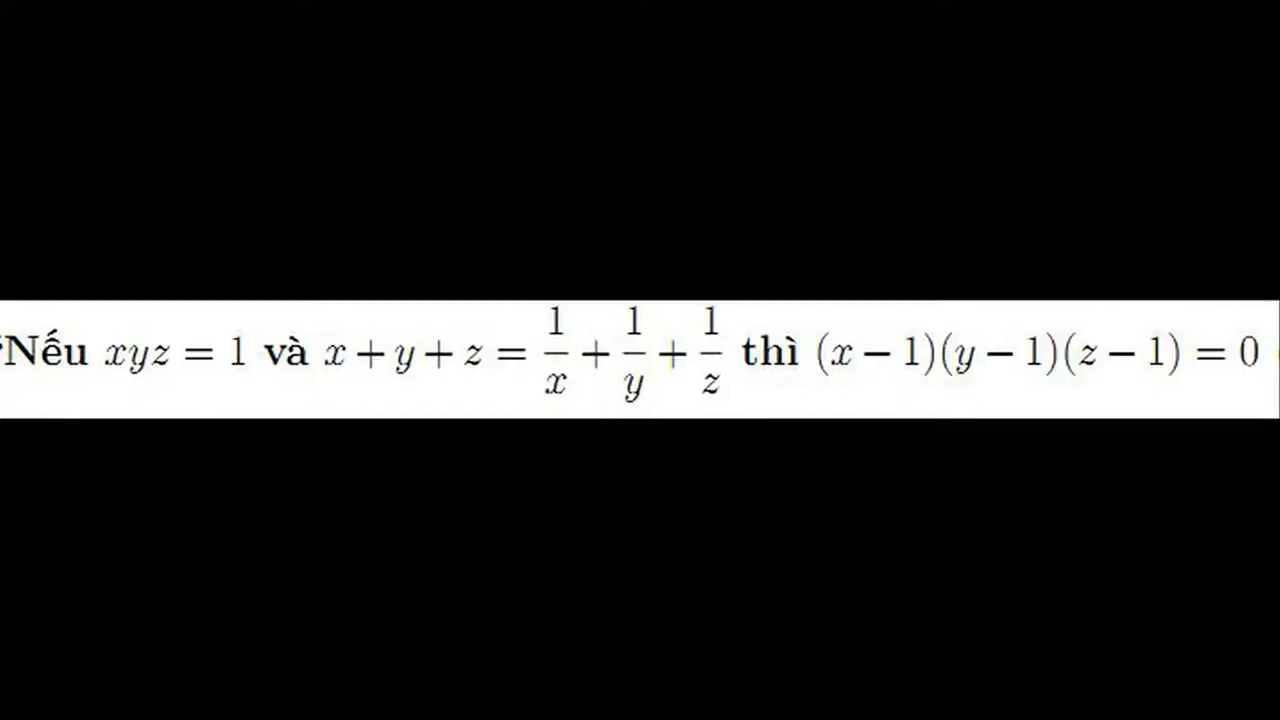 Nếu xyz = 1 và x + y + z = 1/x + 1/y + 1/z thì (x − 1)(y − 1)(z − 1) = 0